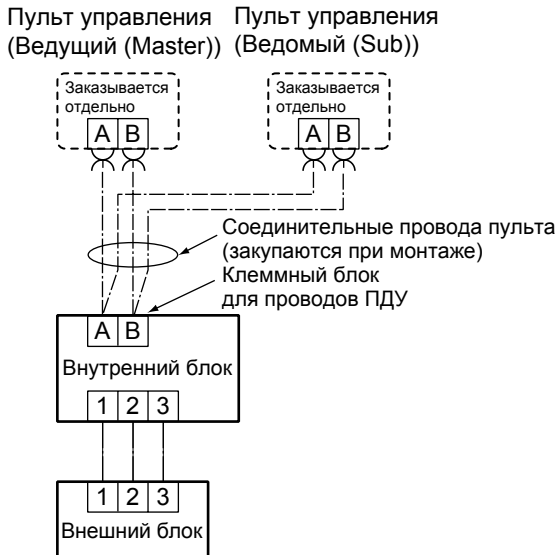 Пульт управления
(Ведущий (Master))
Пульт управления
(Ведомый (Sub))
Заказывается
отдельно
A B
Заказывается
отдельно
A B
Соединительные провода пульта
(закупаются при монтаже)
Клеммный блок
для проводов ПДУ
A B
Внутренний блок
1 2 3
1 2 3
Внешний блок